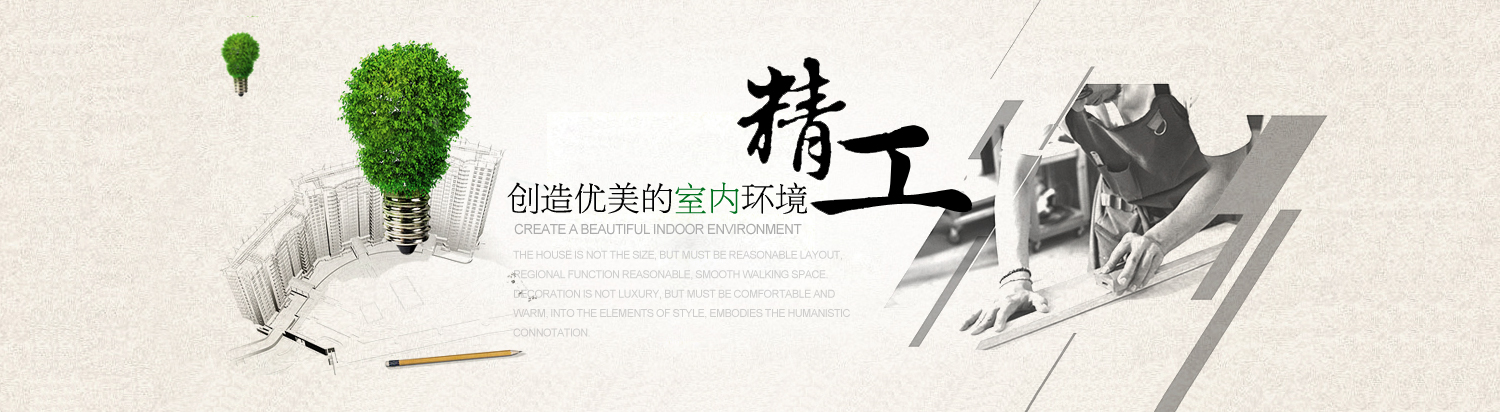 精工
创造优美的室内环境
CREATE A BEAUTIFUL INDOOR ENVIRONMENT
THE HOUSE IS NOT THE SIZE, BUT MUST BE REASONABLE LAYOUT,
REGIONAL FUNCTION REASONABLE, SMOOTH WALKING SPACE.
DECORATION IS NOT LUXURY, BUT MUST BE COMFORTABLE AND
WARM, INTO THE ELEMENTS OF STYLE, EMBODIES THE HUMANISTIC
CONNOTATION.